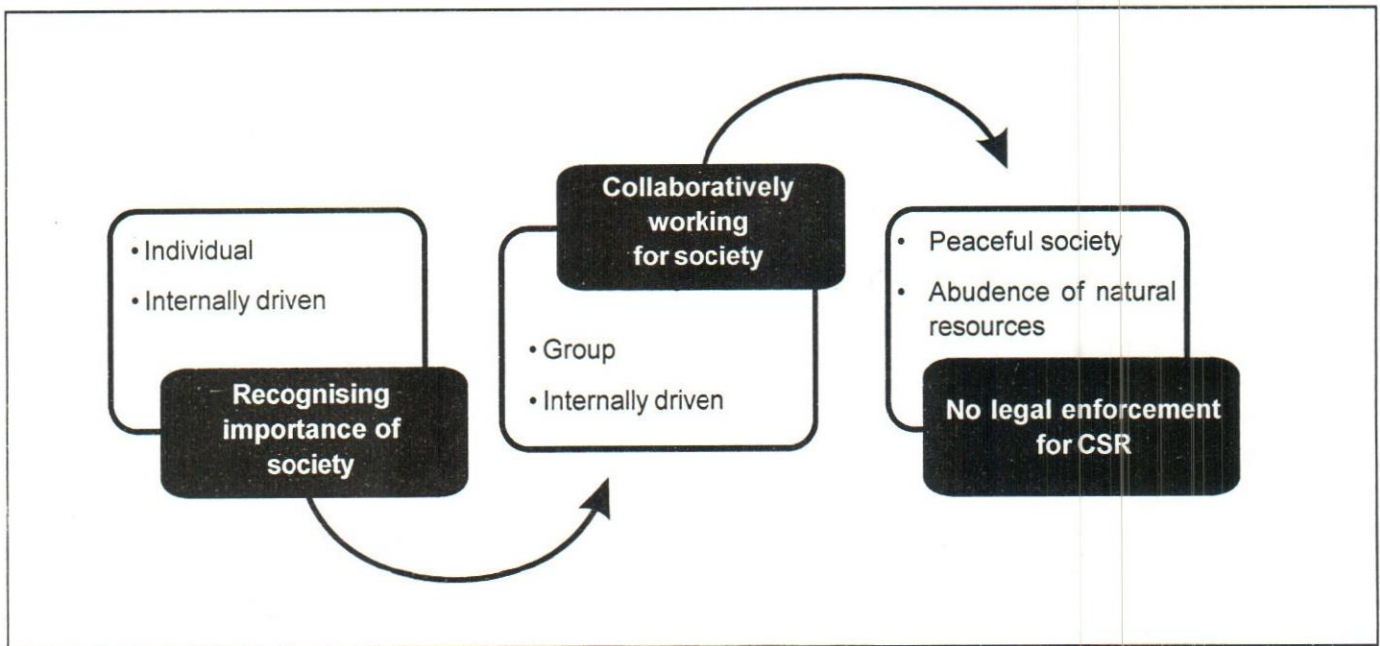 • Individual
• Internally driven
Recognising
importance of
society
Collaboratively
working
for society
• Group
• Internally driven
• Peaceful society
• Abudence of natural
resources
No legal enforcement
for CSR